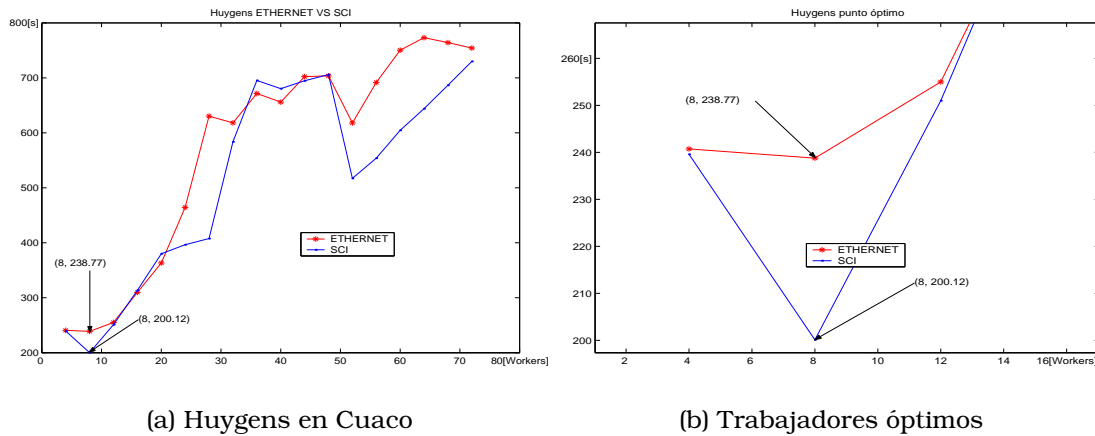 Huygens ETHERNET VS SCI
800[s]
700
600
500
400
300
200
0
10
20
30
40
50
60
70
80[Workers]
(8, 238.77)
(8, 200.12)
ETHERNET
SCI
(a) Huygens en Cuaco
Huygens punto óptimo
260[s]
250
240
230
220
210
200
2
4
6
8
10
12
14
16[Workers]
(8, 238.77)
(8, 200.12)
ETHERNET
SCI
(b) Trabajadores óptimos